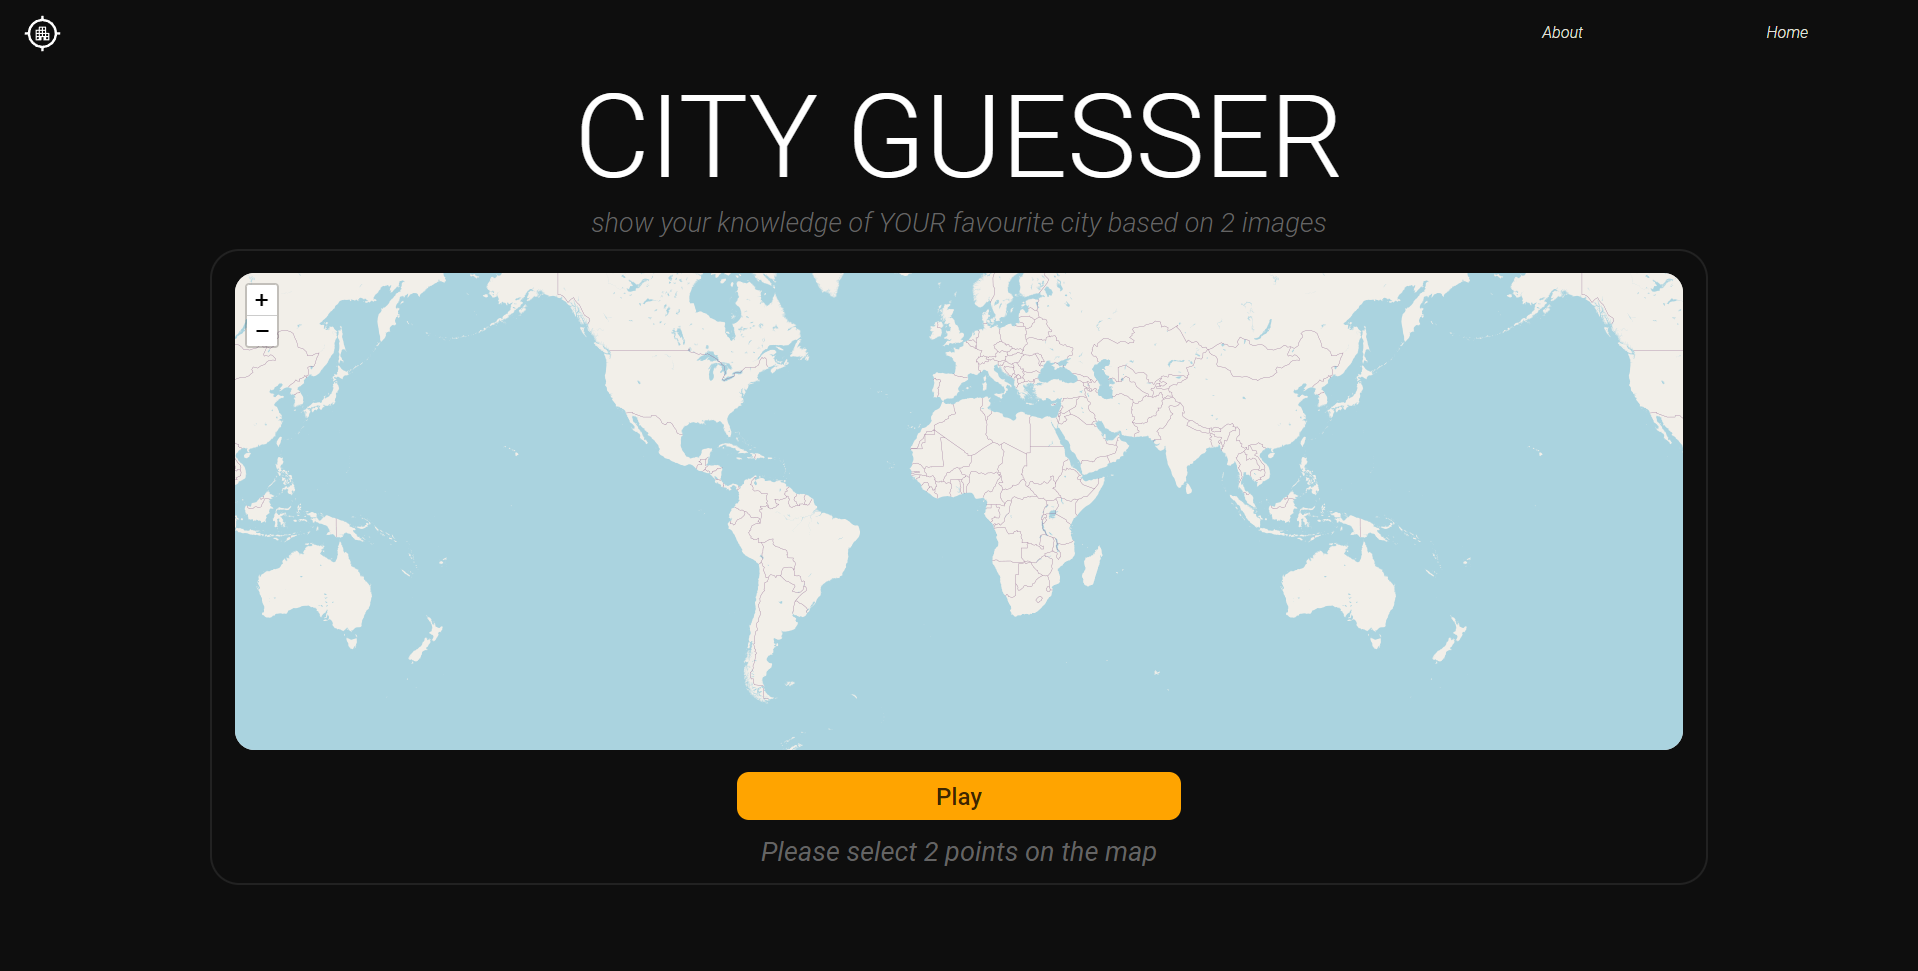 About
Home
CITY GUESSER
show your knowledge of YOUR favourite city based on 2 images
+
−
Play
Please select 2 points on the map